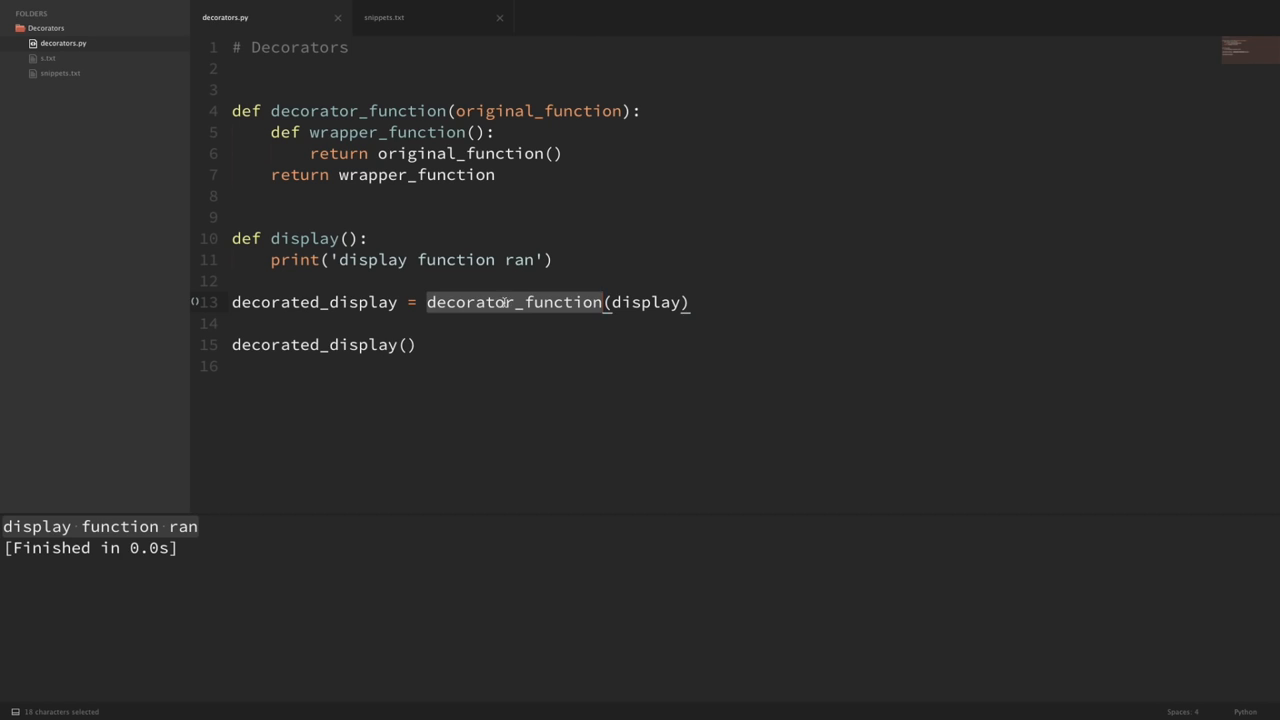 FOLDERS
Decorators
decorators.py
s.txt
snippets.txt
decorators.py
snippets.txt
1 # Decorators
2
3
4 def decorator_function(original_function):
5     def wrapper_function():
6         return original_function()
7     return wrapper_function
8
9
10 def display():
11     print('display function ran')
12
() 13 decorated_display = decorator_function(display)
14
15 decorated_display()
16
display function ran
[Finished in 0.0s]
18 characters selected
Spaces: 4
Python